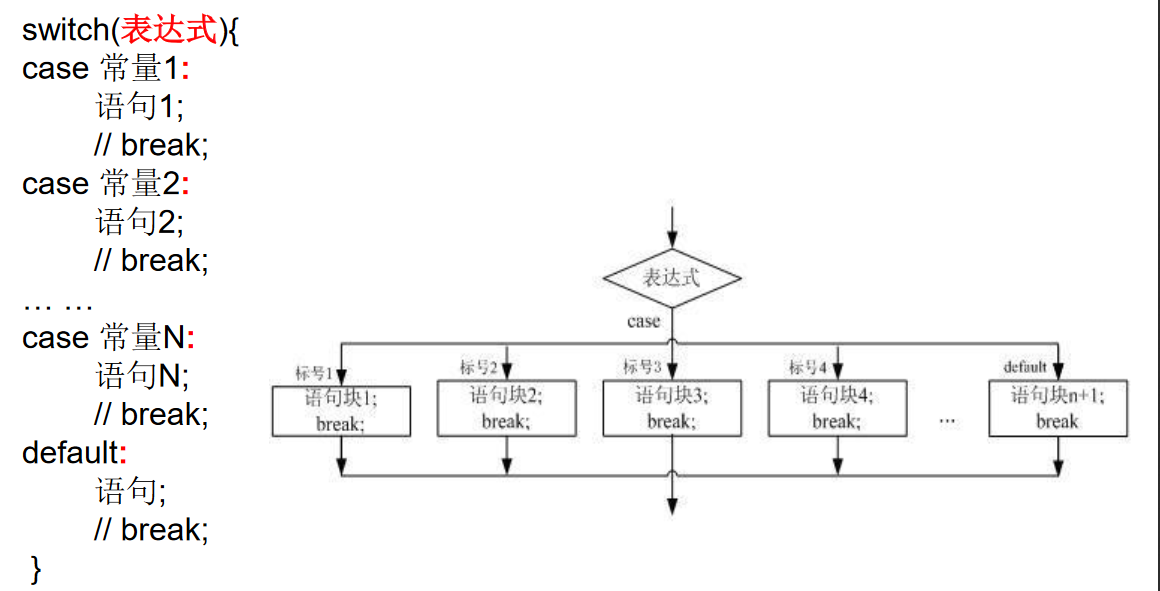 switch(表达式){
case 常量1:
语句1;
// break;
case 常量2:
语句2;
// break;
… …
case 常量N:
语句N;
// break;
default:
语句;
// break;
}
表达式
case
标号1
标号2
标号3
标号4
default
语句块1;
break;
语句块2;
break;
语句块3;
break;
语句块4;
break;
...
语句块n+1;
break